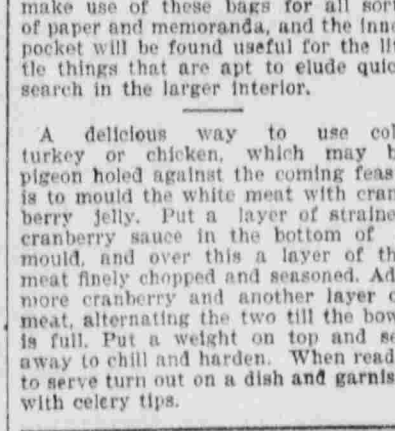 make use of these bags for all sor
of paper and memoranda, and the inne
pocket will be found useful for the li
tle things that are apt to elude quic
search in the larger interior.
A delicious way to use col
turkey or chicken, which may b
pigeon holed against the coming feas
is to mould the white meat with cran
berry jelly. Put a layer of straine
cranberry sauce in the bottom of
mould, and over this a layer of th
meat finely chopped and seasoned. Ad
more cranberry and another layer o
meat, alternating the two till the bow
is full. Put a weight on top and se
away to chill and harden. When read
to serve turn out on a dish and garnis
with celery tips.